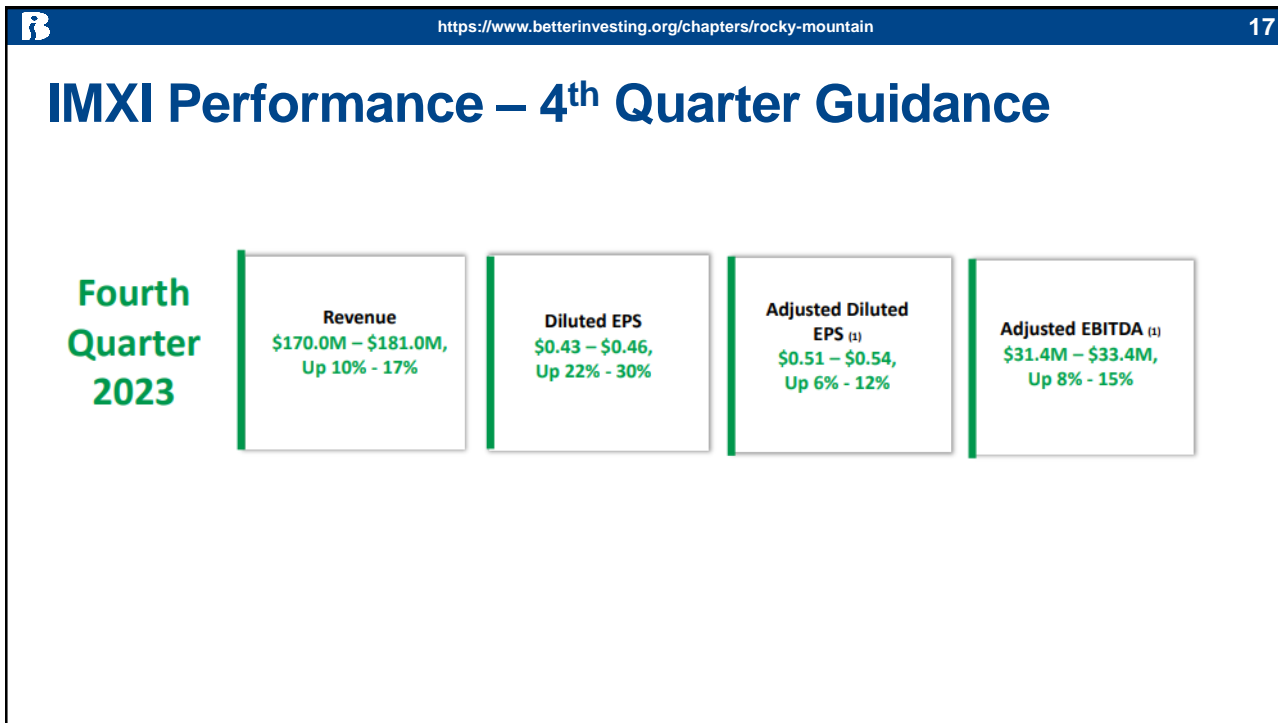 https://www.betterinvesting.org/chapters/rocky-mountain
17
IMXI Performance – 4th Quarter Guidance
Fourth
Quarter
2023
Revenue
$170.0M – $181.0M,
Up 10% - 17%
Diluted EPS
$0.43 – $0.46,
Up 22% - 30%
Adjusted Diluted
EPS (1)
$0.51 – $0.54,
Up 6% - 12%
Adjusted EBITDA (1)
$31.4M – $33.4M,
Up 8% - 15%